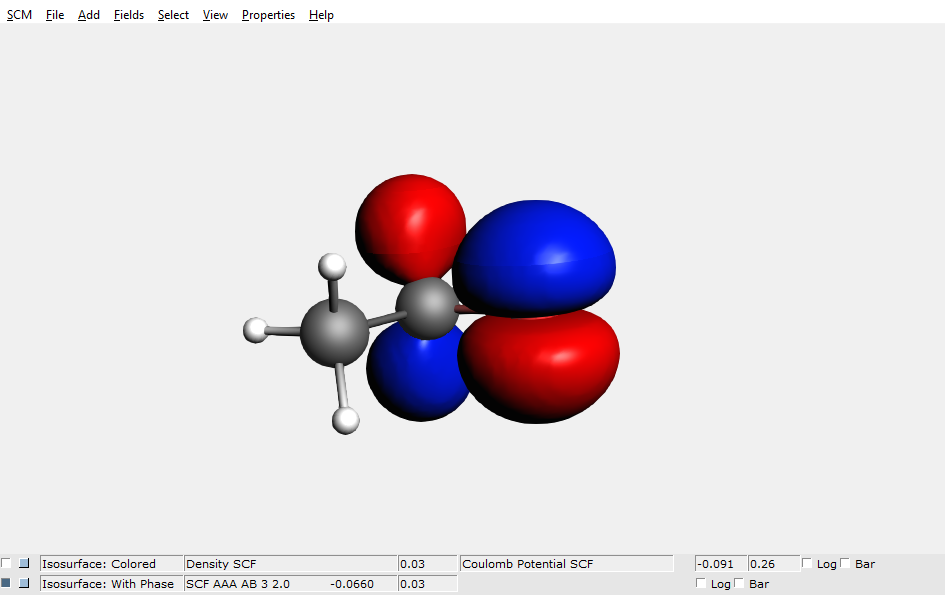 SCM File Add Fields Select View Properties Help
Isosurface: Colored Density SCF 0.03 Coulomb Potential SCF -0.091 0.26 Log Bar
Isosurface: With Phase SCF AAA AB 3 2.0 -0.0660 0.03 Log Bar